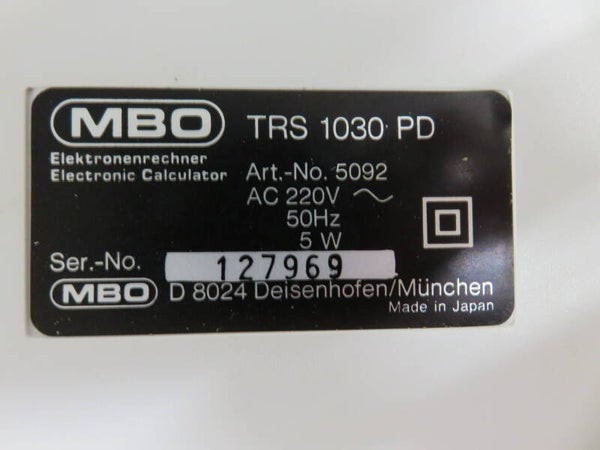 MBO TRS 1030 PD
Elektronenrechner
Electronic Calculator Art.-No. 5092
AC 220V ~
50Hz
5 W
Ser.-No. 127969
MBO D 8024 Deisenhofen/München
Made in Japan